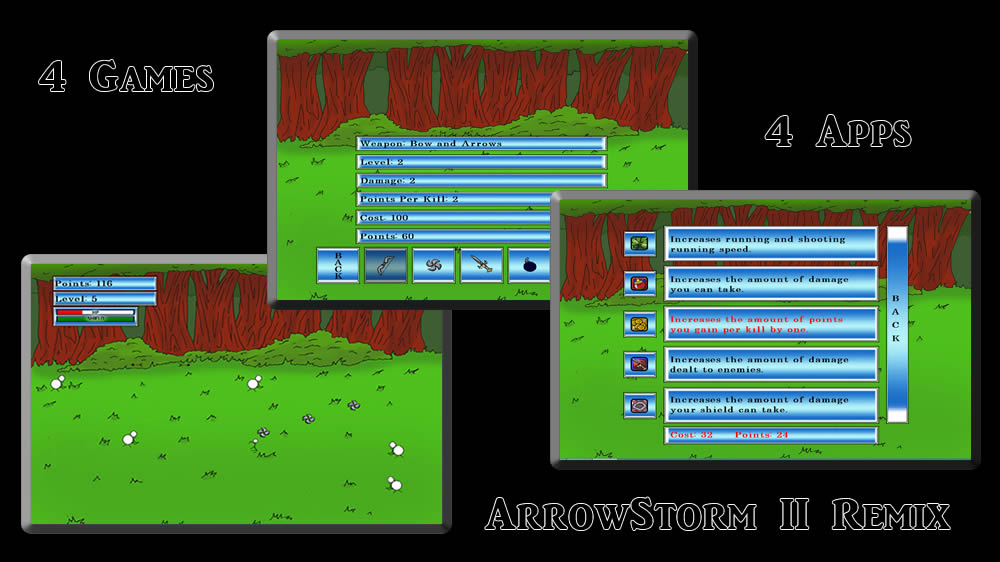 4 Games
4 Apps
Weapon: Bow and Arrows
Level: 2
Damage: 2
Points Per Kill: 2
Cost: 100
Points: 60
BACK
Increases running and shooting
running speed.
Increases the amount of damage
you can take.
Increases the amount of points
you gain per kill by one.
Increases the amount of damage
dealt to enemies.
Increases the amount of damage
your shield can take.
Cost: 32 Points: 24
BACK
Points: 116
Level: 5
HP
SHIELD
ArrowStorm II Remix